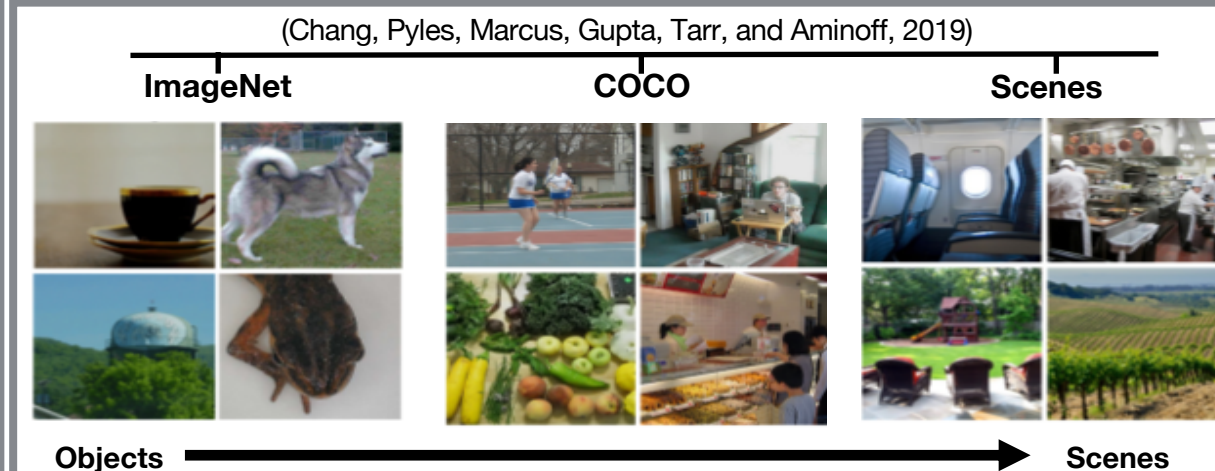 (Chang, Pyles, Marcus, Gupta, Tarr, and Aminoff, 2019)
ImageNet COCO Scenes
Objects Scenes